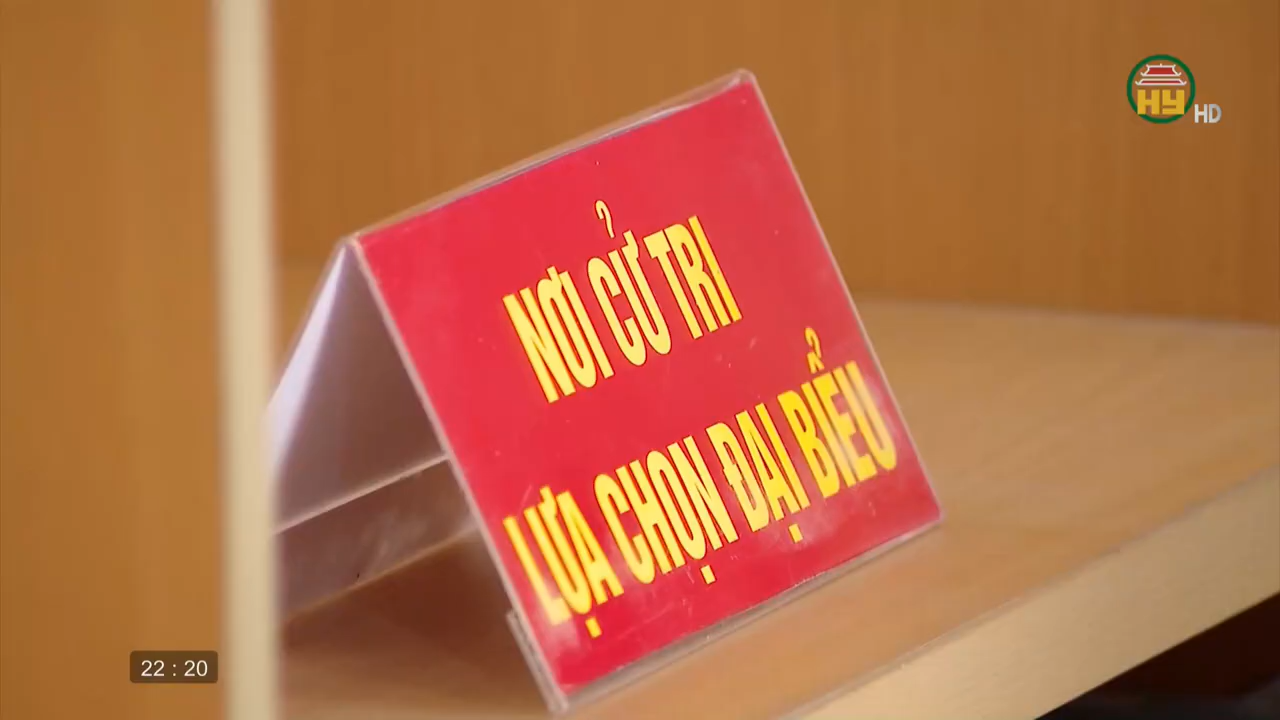 HY HD
NƠI CỬ TRI
LỰA CHỌN ĐẠI BIỂU
22 : 20